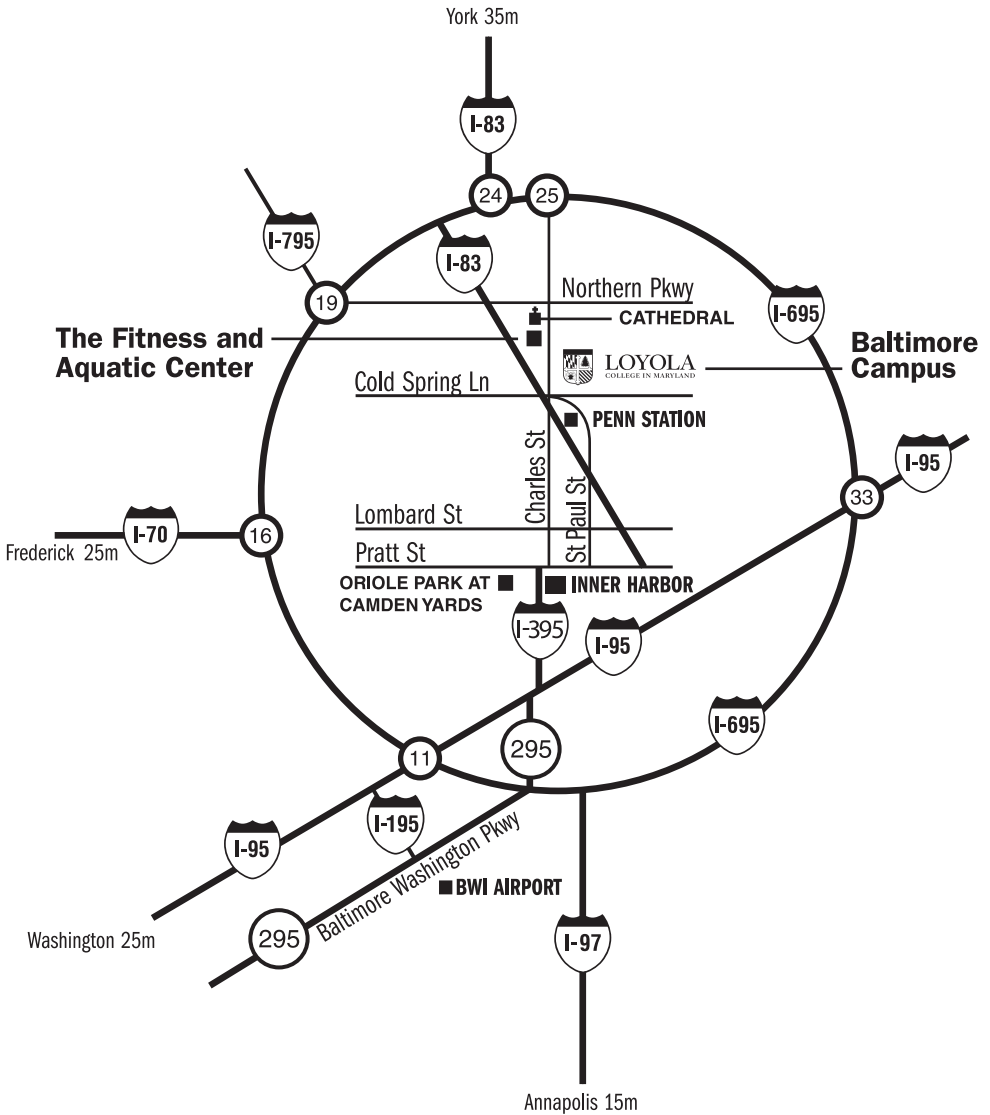 York 35m
I-83
24
25
I-795
I-83
19
Northern Pkwy
I-695
CATHEDRAL
The Fitness and
Aquatic Center
LOYOLA
COLLEGE IN MARYLAND
Baltimore
Campus
Cold Spring Ln
PENN STATION
Charles St
St Paul St
I-95
33
Lombard St
I-70
16
Frederick 25m
Pratt St
ORIOLE PARK AT
CAMDEN YARDS
INNER HARBOR
I-395
I-95
I-695
295
11
I-195
I-95
Baltimore Washington Pkwy
BWI AIRPORT
Washington 25m
295
I-97
Annapolis 15m